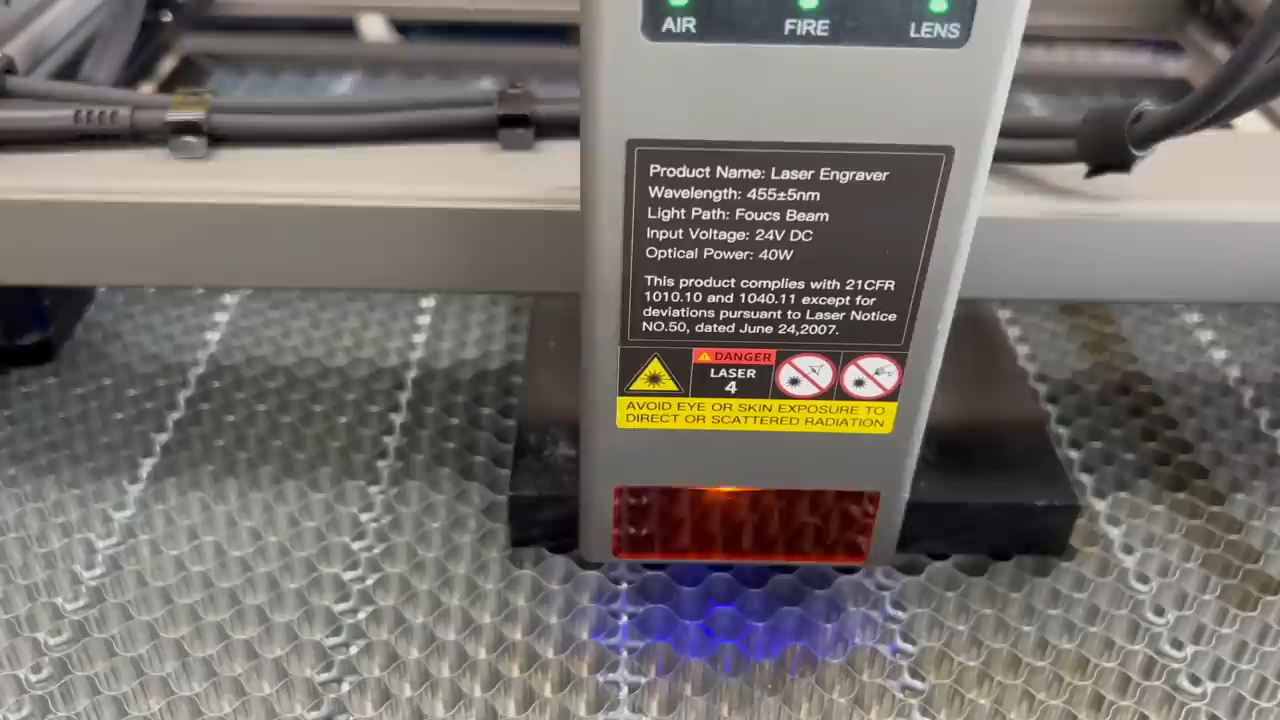 AIR FIRE LENS
Product Name: Laser Engraver
Wavelength: 455±5nm
Light Path: Foucs Beam
Input Voltage: 24V DC
Optical Power: 40W
This product complies with 21CFR
1010.10 and 1040.11 except for
deviations pursuant to Laser Notice
NO.50, dated June 24,2007.
DANGER
LASER
4
AVOID EYE OR SKIN EXPOSURE TO
DIRECT OR SCATTERED RADIATION